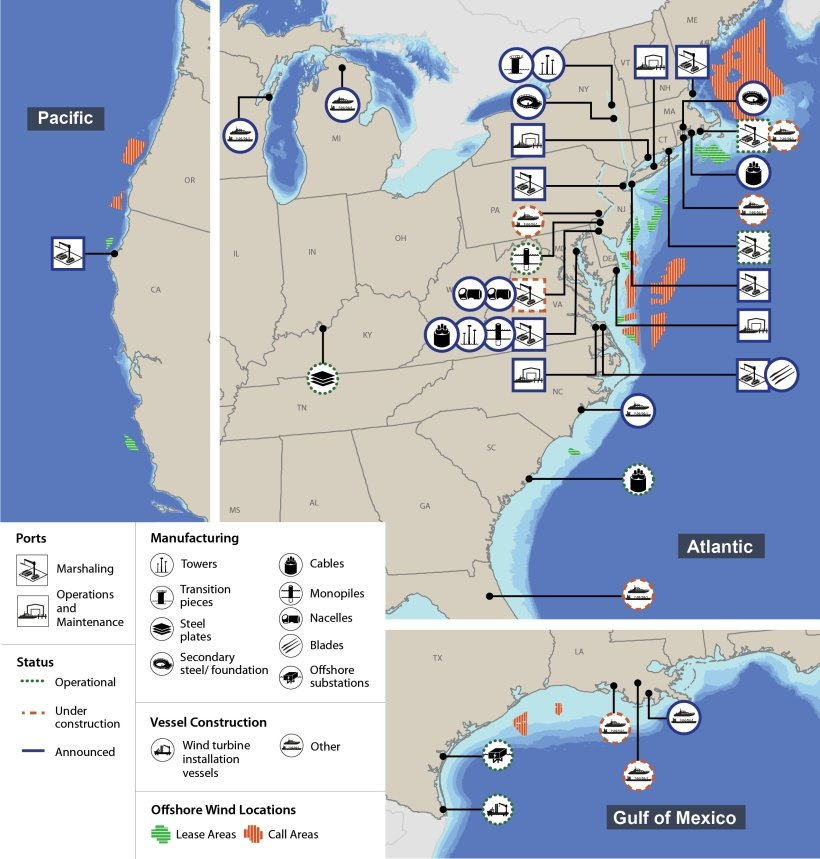 Pacific
OR
CA
ME
VT
NH
NY
MA
CT
MI
PA
NJ
OH
IN
IL
DE
VA
KY
TN
NC
SC
MS
AL
GA
Atlantic
Ports
Marshaling
Operations
and
Maintenance
Status
Operational
Under
construction
Announced
Manufacturing
Towers
Transition
pieces
Steel
plates
Secondary
steel/ foundation
Cables
Monopiles
Nacelles
Blades
Offshore
substations
Vessel Construction
Wind turbine
installation
vessels
Other
Offshore Wind Locations
Lease Areas
Call Areas
TX
LA
Gulf of Mexico